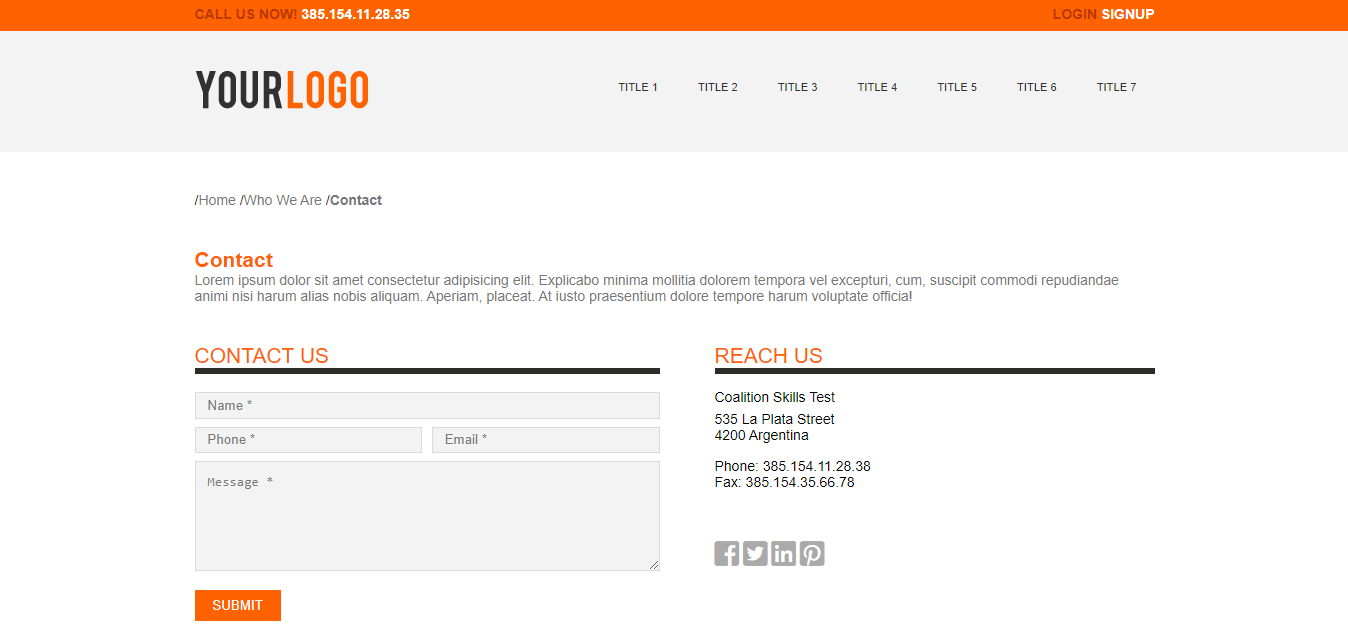 CALL US NOW! 385.154.11.28.35
LOGIN SIGNUP
YOURLOGO
TITLE 1 TITLE 2 TITLE 3 TITLE 4 TITLE 5 TITLE 6 TITLE 7
/Home /Who We Are /Contact
Contact
Lorem ipsum dolor sit amet consectetur adipisicing elit. Explicabo minima mollitia dolorem tempora vel excepturi, cum, suscipit commodi repudiandae
animi nisi harum alias nobis aliquam. Aperiam, placeat. At iusto praesentium dolore tempore harum voluptate officia!
CONTACT US
Name *
Phone *
Email *
Message *
SUBMIT
REACH US
Coalition Skills Test
535 La Plata Street
4200 Argentina
Phone: 385.154.11.28.38
Fax: 385.154.35.66.78